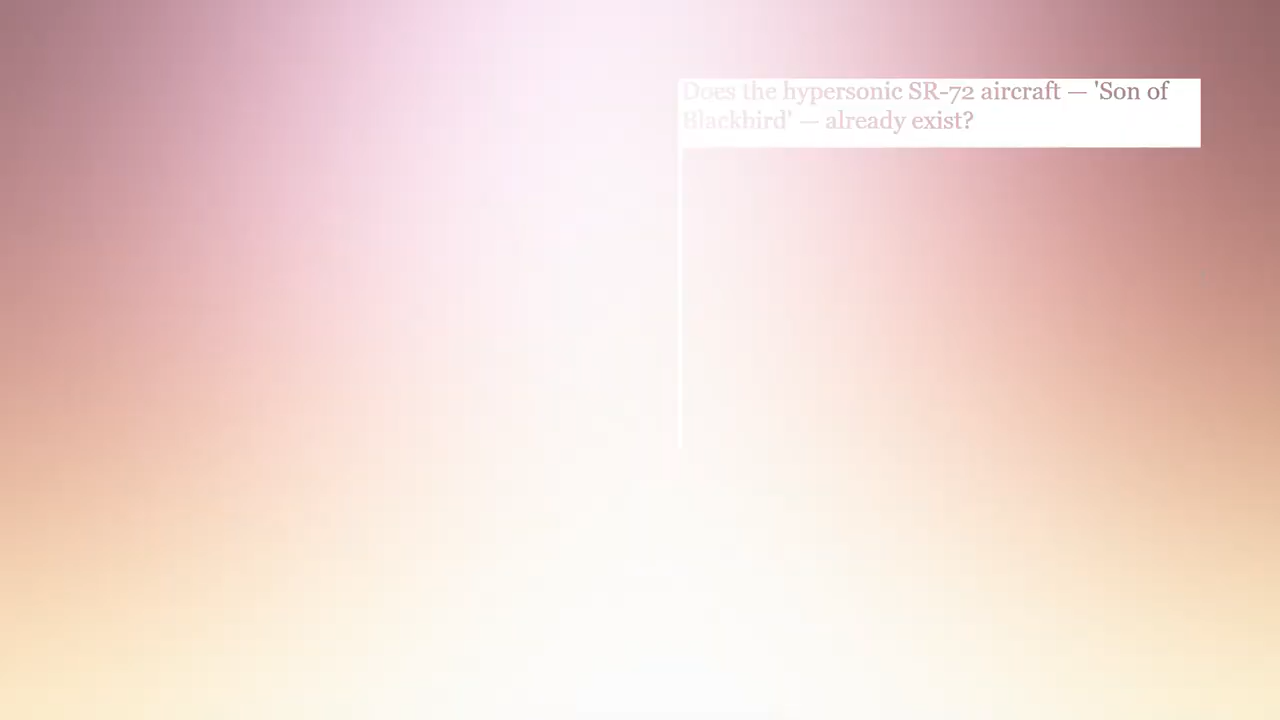 Does the hypersonic SR-72 aircraft — 'Son of
Blackbird' — already exist?